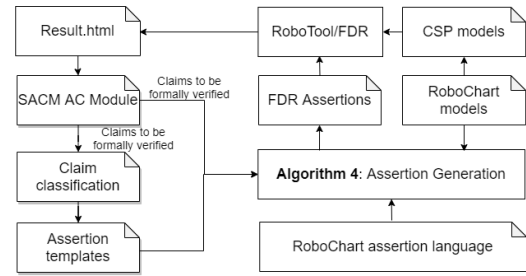 Result.html
RoboTool/FDR
CSP models
Claims to be
formally verified
SACM AC Module
FDR Assertions
RoboChart
models
Claims to be
formally verified
Claim
classification
Algorithm 4: Assertion Generation
Assertion
templates
RoboChart assertion language